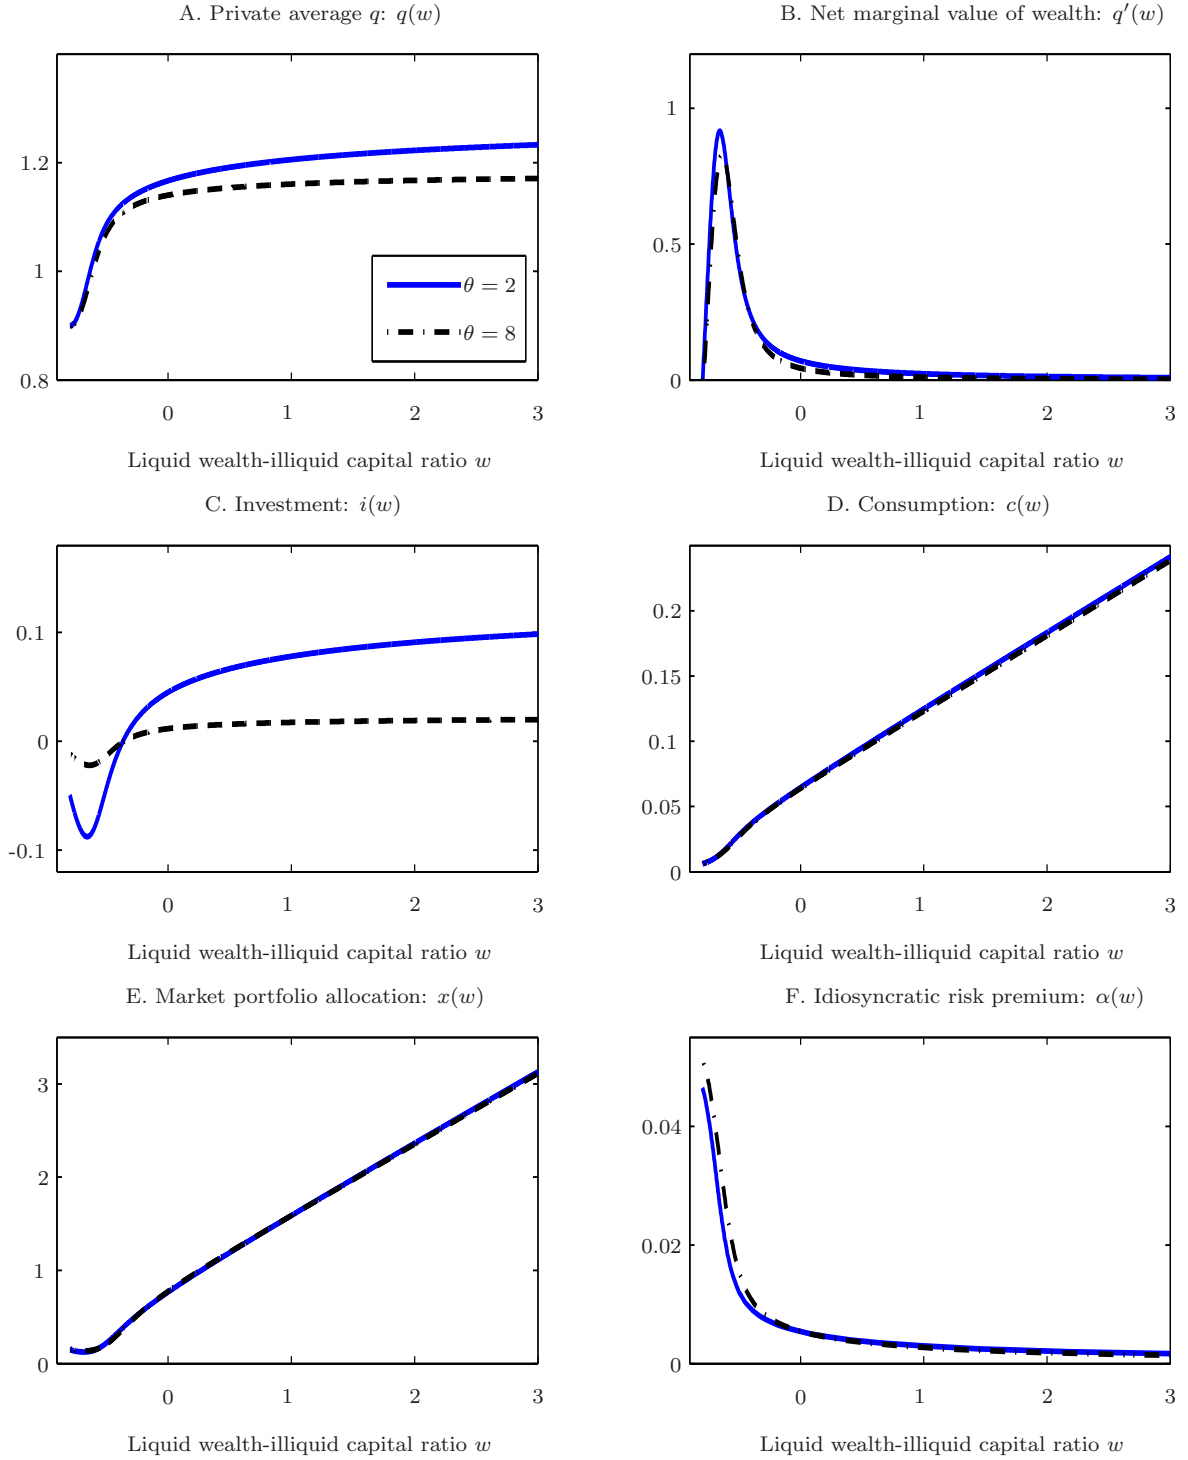 A. Private average q: q(w)
1.2
1
0.8
θ = 2
θ = 8
0 1 2 3
Liquid wealth-illiquid capital ratio w
B. Net marginal value of wealth: q′(w)
1
0.5
0
0 1 2 3
Liquid wealth-illiquid capital ratio w
C. Investment: i(w)
0.1
0
-0.1
0 1 2 3
Liquid wealth-illiquid capital ratio w
D. Consumption: c(w)
0.2
0.15
0.1
0.05
0
0 1 2 3
Liquid wealth-illiquid capital ratio w
E. Market portfolio allocation: x(w)
3
2
1
0
0 1 2 3
Liquid wealth-illiquid capital ratio w
F. Idiosyncratic risk premium: α(w)
0.04
0.02
0
0 1 2 3
Liquid wealth-illiquid capital ratio w